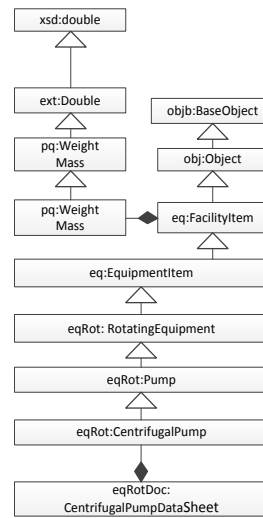 xsd:double
ext:Double
objb:BaseObject
pq:Weight
Mass
obj:Object
pq:Weight
Mass
eq:FacilityItem
eq:EquipmentItem
eqRot: RotatingEquipment
eqRot:Pump
eqRot:CentrifugalPump
eqRotDoc:
CentrifugalPumpDataSheet